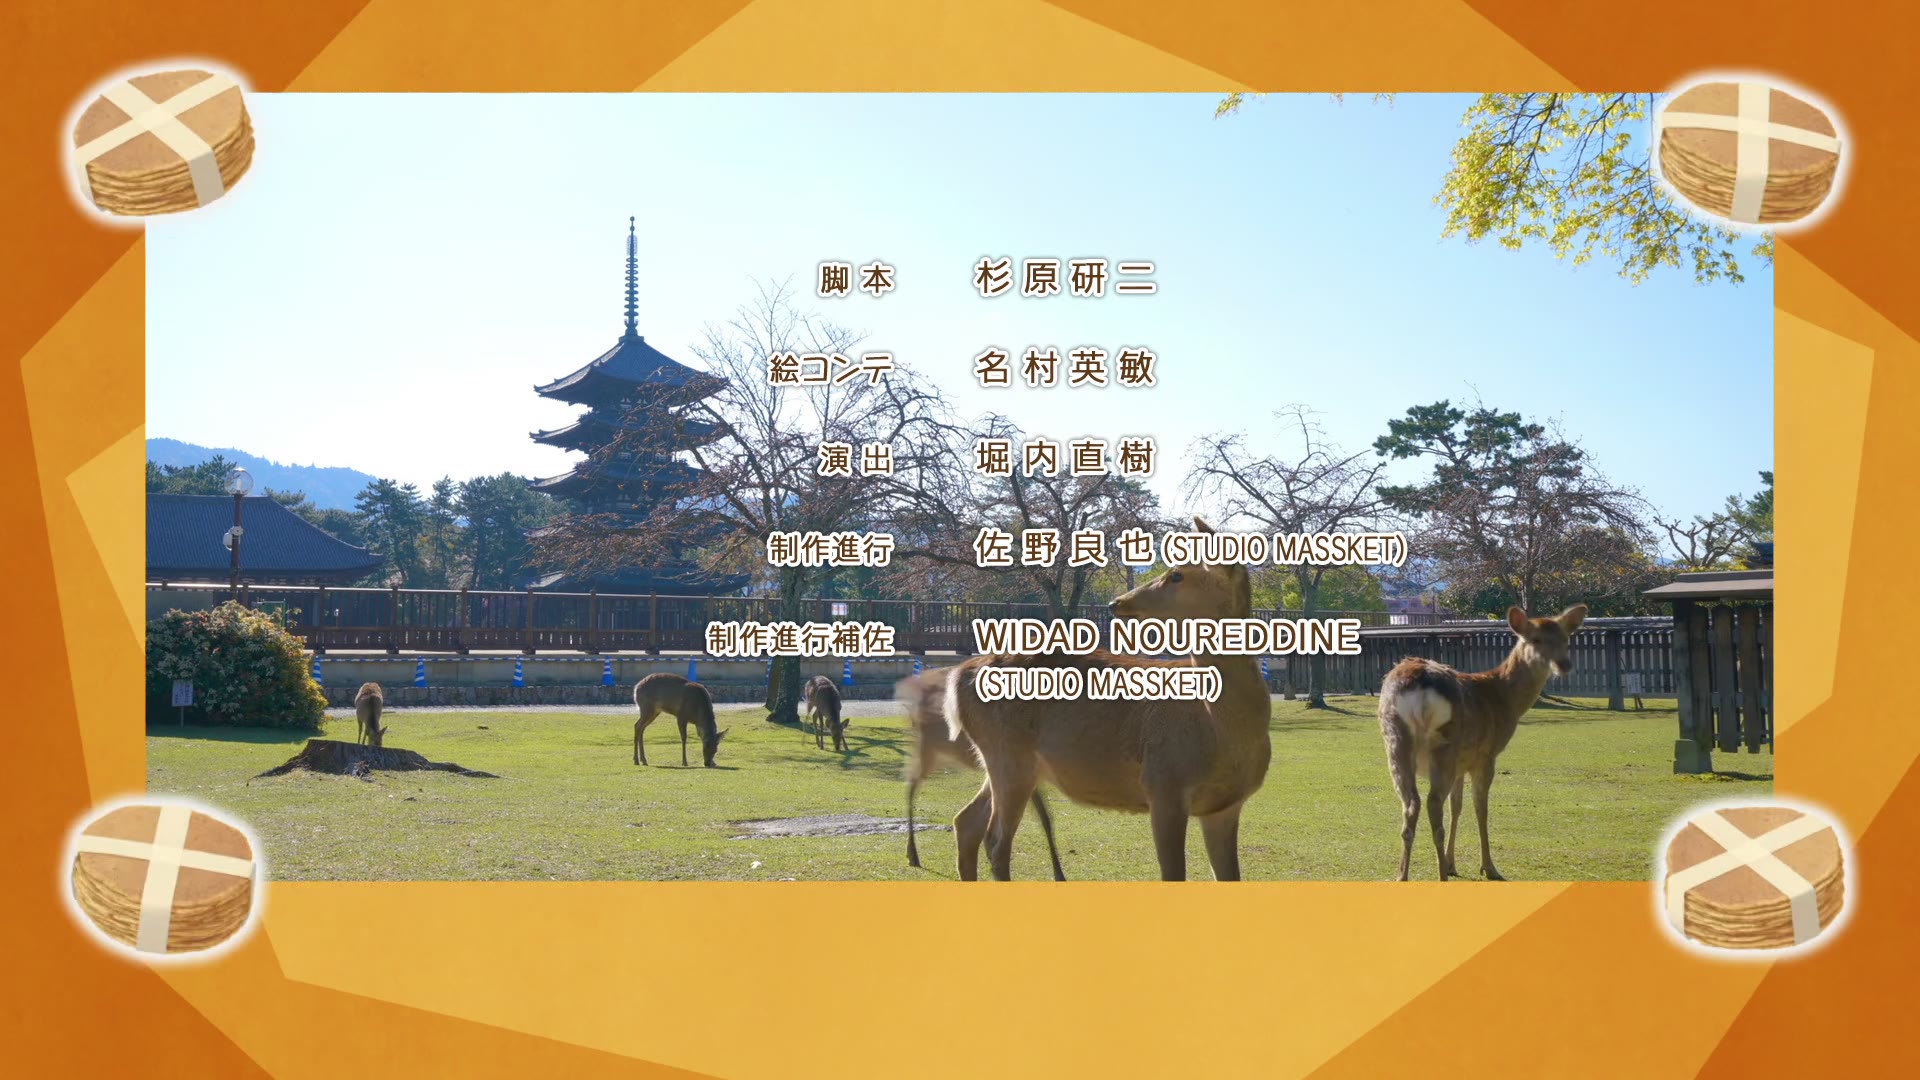 脚本 杉原研二
絵コンテ 名村英敏
演出 堀内直樹
制作進行 佐野良也(STUDIO MASSKET)
制作進行補佐 WIDAD NOUREDDINE
(STUDIO MASSKET)